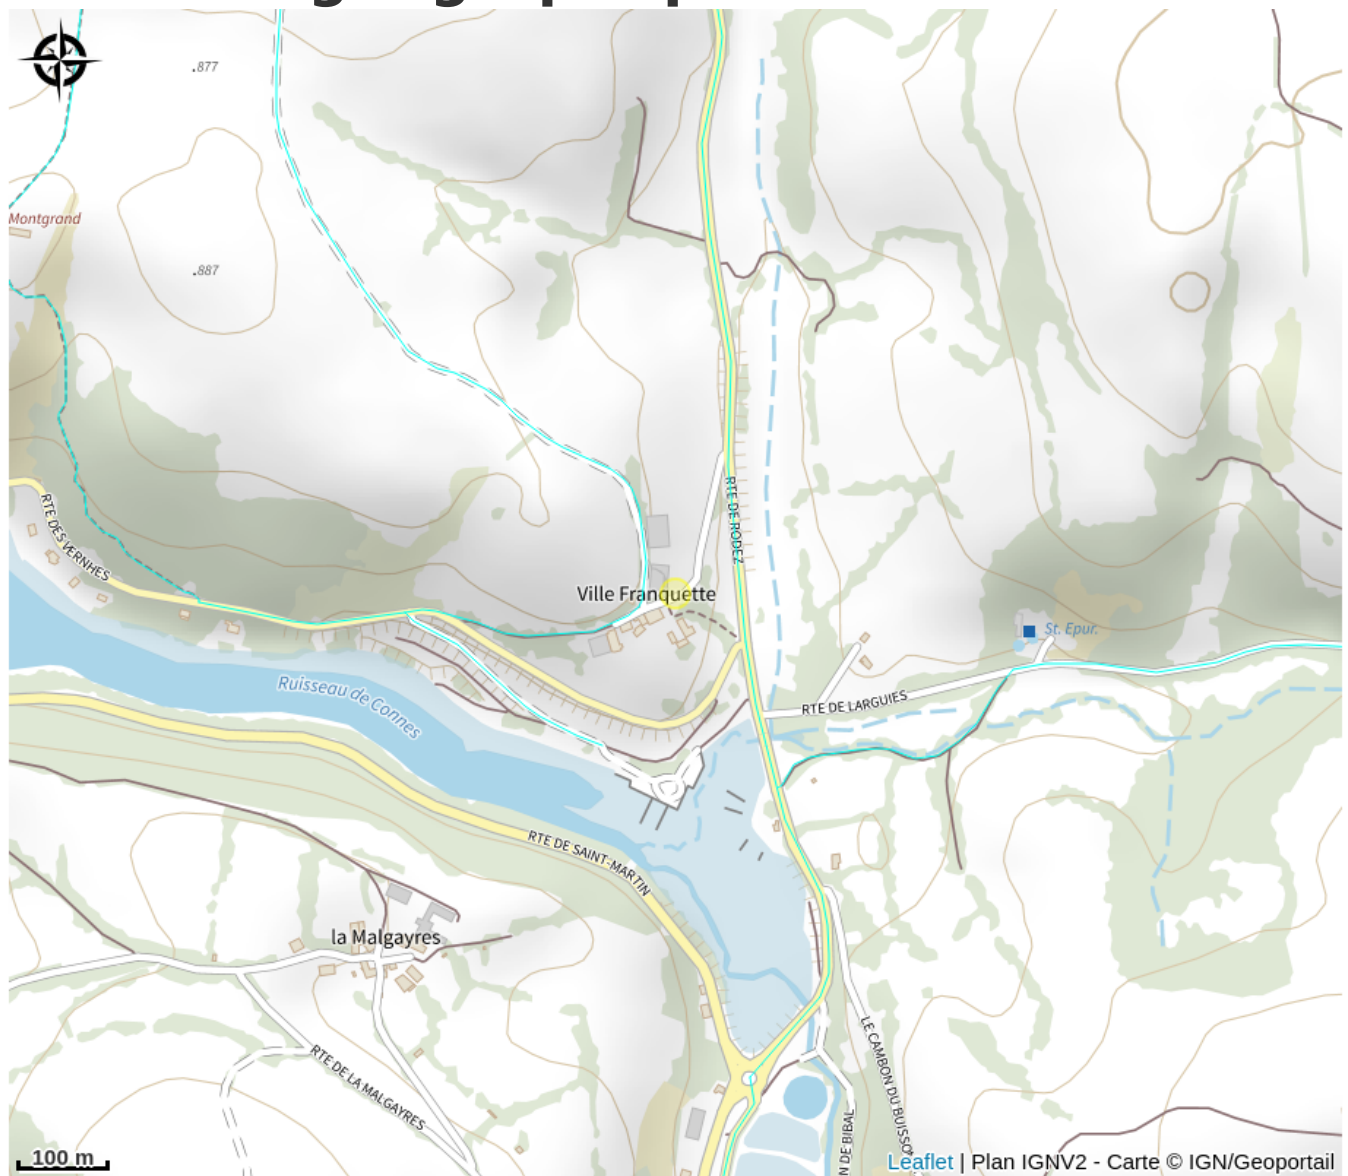 .877
Montgrand
.887
RTE DE RODEZ
RTE DES VERNHES
Ville Franquette
St. Epur.
Ruisseau de Connes
RTE DE LARGUIES
RTE DE SAINT-MARTIN
la Malgayres
RTE DE LA MALGAYRES
LE CAMBON DU BUISSO
N DE BIBAL
100 m
Leaflet | Plan IGNV2 - Carte © IGN/Geoportail